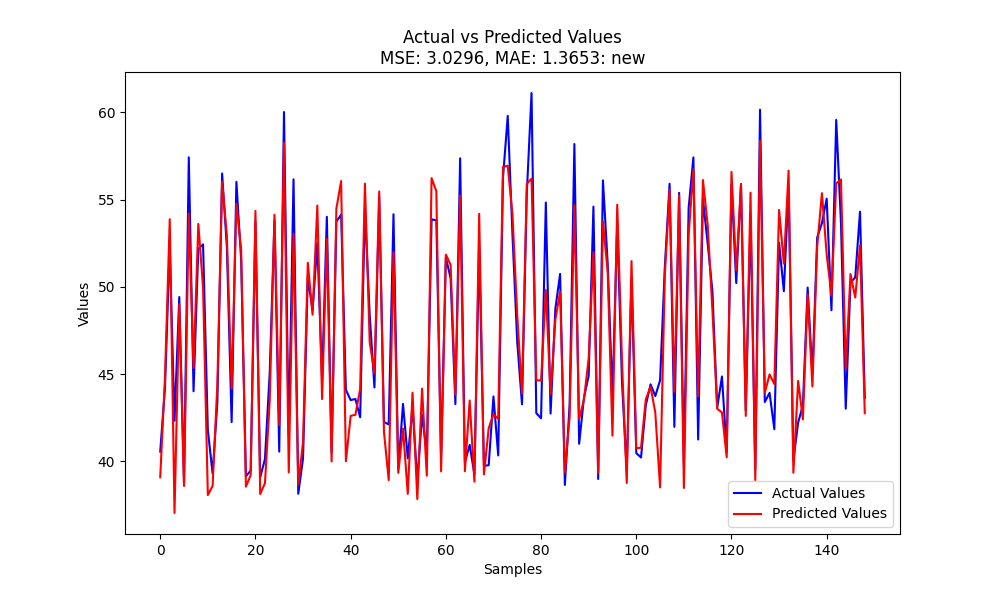 Actual vs Predicted Values
MSE: 3.0296, MAE: 1.3653: new
Values
60
55
50
45
40
Actual Values
Predicted Values
0 20 40 60 80 100 120 140
Samples